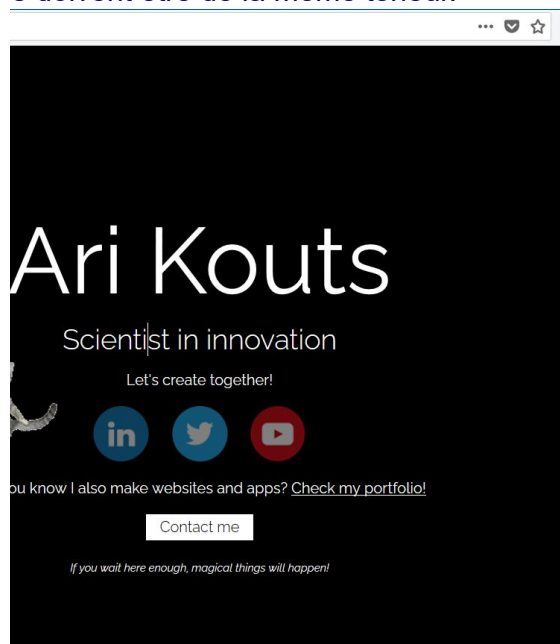 Ari Kouts
Scientist in innovation
Let's create together!
in
know I also make websites and apps? Check my portfolio!
Contact me
If you wait here enough, magical things will happen!